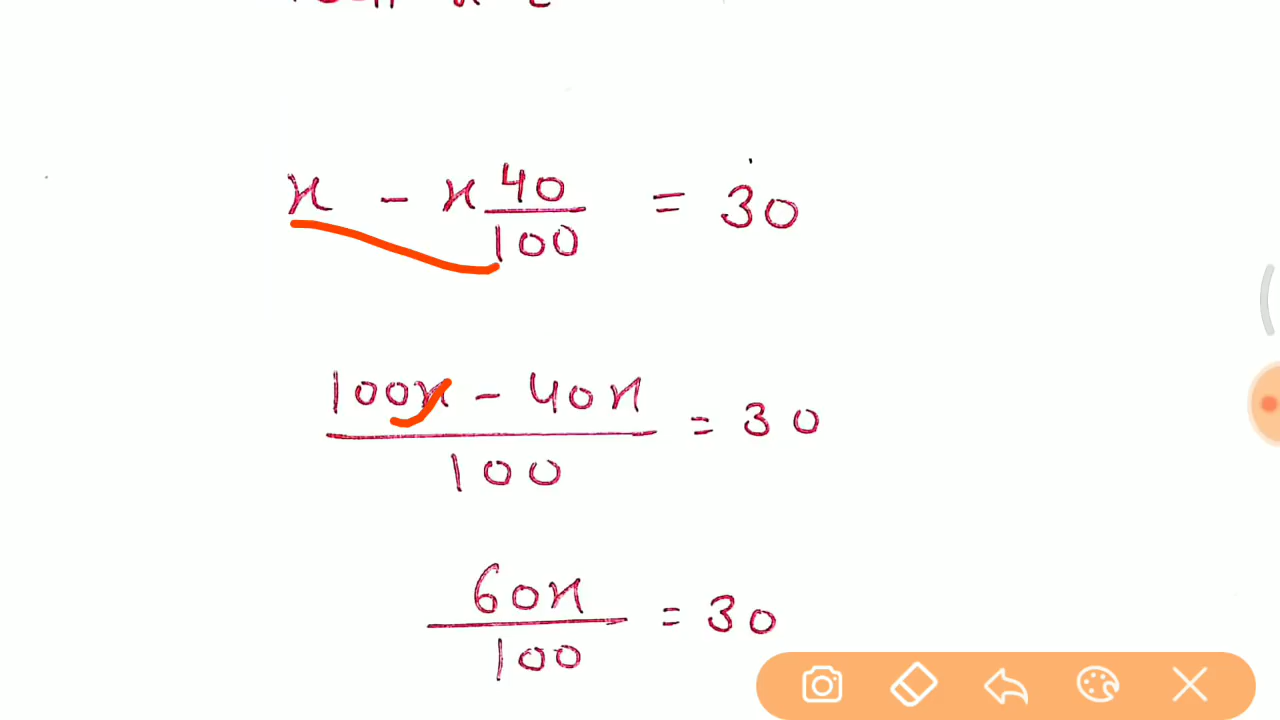 x - x 40/100 = 30
100x - 40x / 100 = 30
60x / 100 = 30